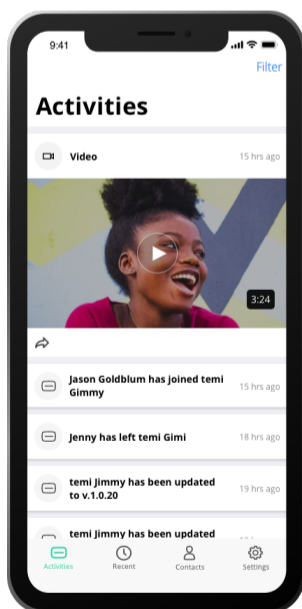 9:41
Filter
Activities
Video
15 hrs ago
3:24
Jason Goldblum has joined temi
Gimmy
15 hrs ago
Jenny has left temi Gimi
18 hrs ago
temi Jimmy has been updated
to v.1.0.20
19 hrs ago
temi Jimmy has been updated
Activities
Recent
Contacts
Settings